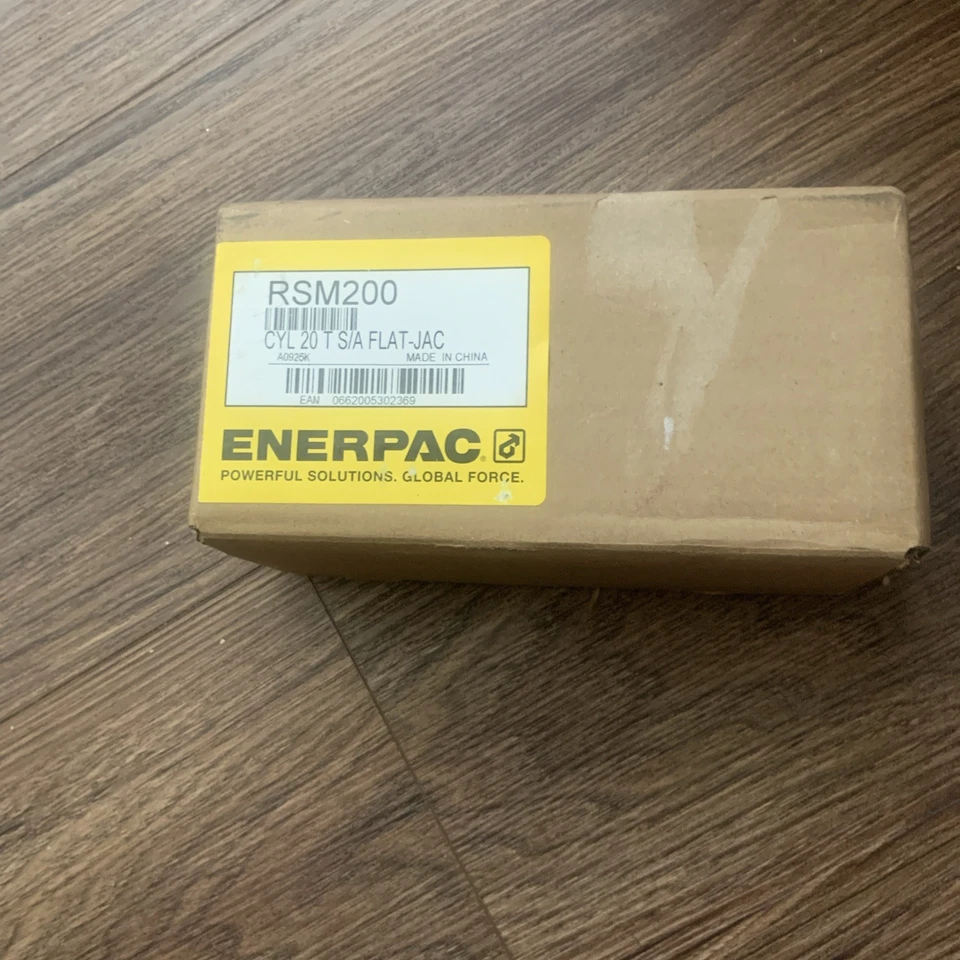 RSM200
CYL 20 T S/A FLAT-JAC
A0925K MADE IN CHINA
EAN 0662005302369
ENERPAC®
POWERFUL SOLUTIONS. GLOBAL FORCE.